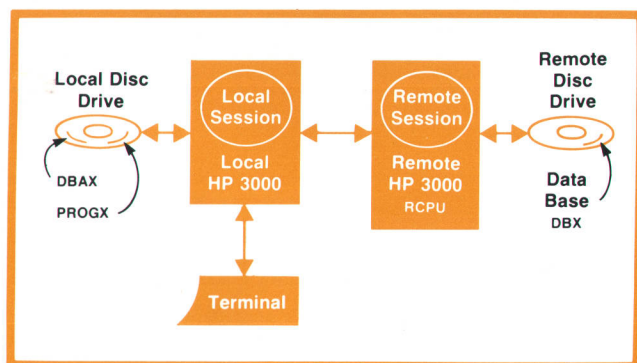 Local Disc
Drive
DBAX
PROGX
Local
Session
Local
HP 3000
Terminal
Remote
Session
Remote
HP 3000
RCPU
Remote
Disc
Drive
Data
Base
DBX